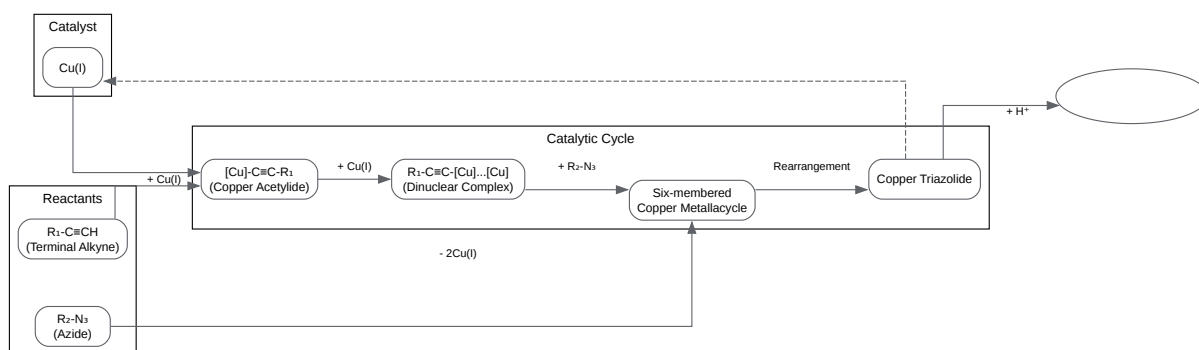 Catalyst
Cu(I)
+ H⁺
Catalytic Cycle
[Cu]-C≡C-R₁
(Copper Acetylide)
+ Cu(I)
R₁-C≡C-[Cu]...[Cu]
(Dinuclear Complex)
+ R₂-N₃
Six-membered
Copper Metallacycle
Rearrangement
Copper Triazolide
+ Cu(I)
Reactants
R₁-C≡CH
(Terminal Alkyne)
- 2Cu(I)
R₂-N₃
(Azide)